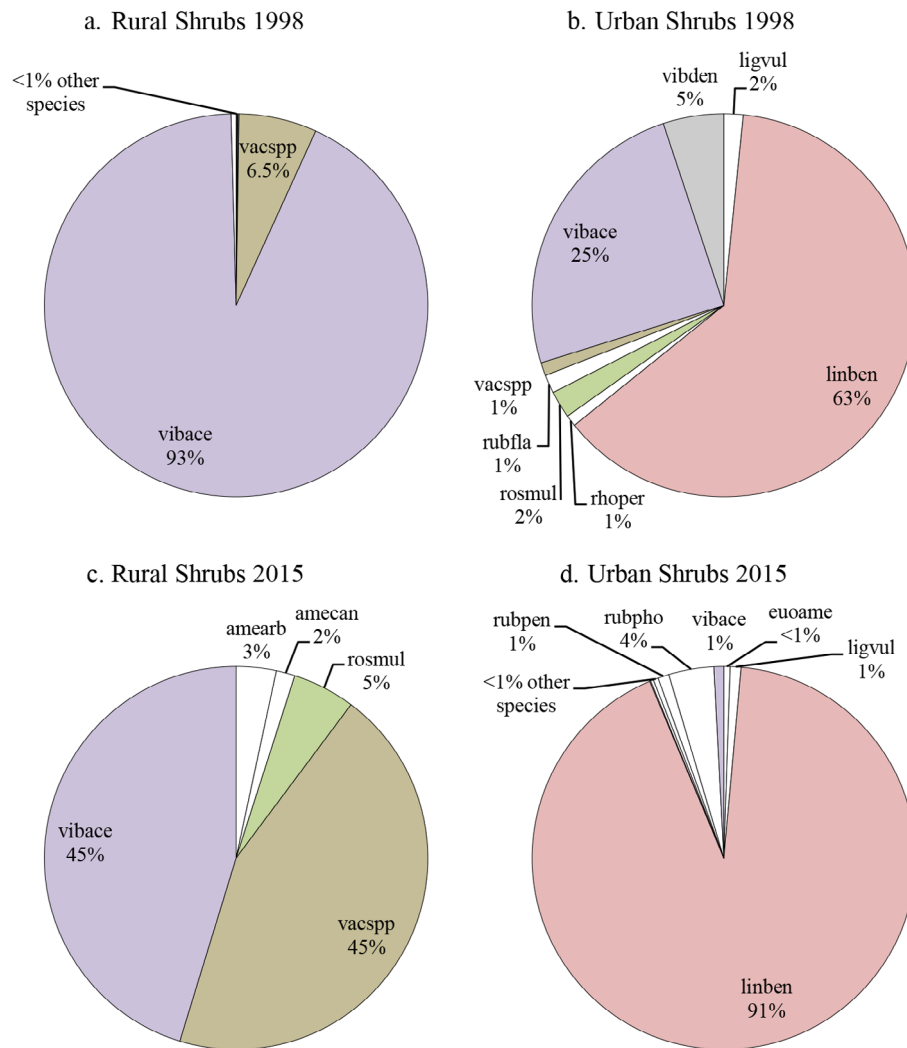 a. Rural Shrubs 1998
<1% other
species
vacspp
6.5%
vibace
93%
b. Urban Shrubs 1998
vibden
5%
ligvul
2%
vibace
25%
linben
63%
vacspp
1%
rubfla
1%
rosmul
2%
rhoper
1%
c. Rural Shrubs 2015
amearb
3%
amecan
2%
rosmul
5%
vibace
45%
vacspp
45%
d. Urban Shrubs 2015
rubpen
1%
rubpho
4%
vibace
1%
euoame
<1%
ligvul
1%
<1% other
species
linben
91%